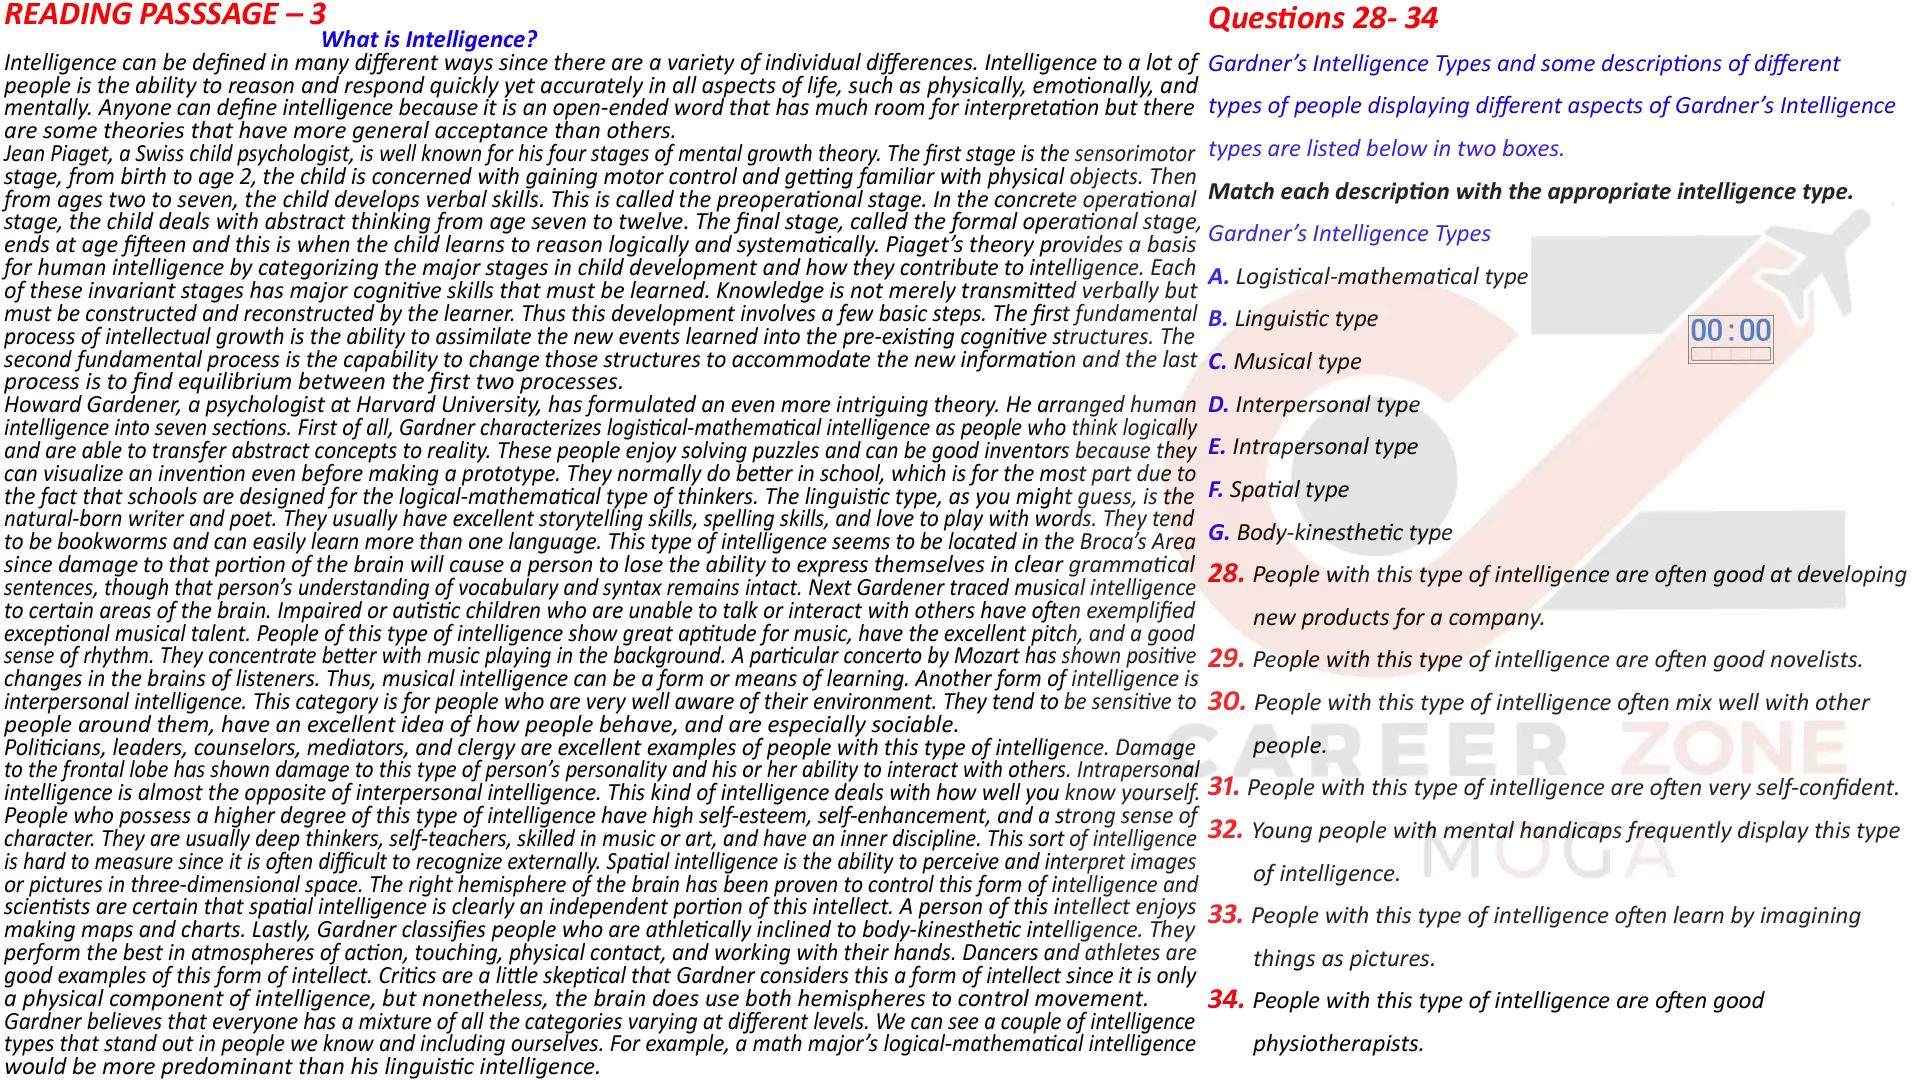 READING PASSSAGE – 3
What is Intelligence?
Intelligence can be defined in many different ways since there are a variety of individual differences. Intelligence to a lot of
people is the ability to reason and respond quickly yet accurately in all aspects of life, such as physically, emotionally, and
mentally. Anyone can define intelligence because it is an open-ended word that has much room for interpretation but there
are some theories that have more general acceptance than others.
Jean Piaget, a Swiss child psychologist, is well known for his four stages of mental growth theory. The first stage is the sensorimotor
stage, from birth to age 2, the child is concerned with gaining motor control and getting familiar with physical objects. Then
from ages two to seven, the child develops verbal skills. This is called the preoperational stage. In the concrete operational
stage, the child deals with abstract thinking from age seven to twelve. The final stage, called the formal operational stage,
ends at age fifteen and this is when the child learns to reason logically and systematically. Piaget's theory provides a basis
for human intelligence by categorizing the major stages in child development and how they contribute to intelligence. Each
of these invariant stages has major cognitive skills that must be learned. Knowledge is not merely transmitted verbally but
must be constructed and reconstructed by the learner. Thus this development involves a few basic steps. The first fundamental
process of intellectual growth is the ability to assimilate the new events learned into the pre-existing cognitive structures. The
second fundamental process is the capability to change those structures to accommodate the new information and the last
process is to find equilibrium between the first two processes.
Howard Gardener, a psychologist at Harvard University, has formulated an even more intriguing theory. He arranged human
intelligence into seven sections. First of all, Gardner characterizes logistical-mathematical intelligence as people who think logically
and are able to transfer abstract concepts to reality. These people enjoy solving puzzles and can be good inventors because they
can visualize an invention even before making a prototype. They normally do better in school, which is for the most part due to
the fact that schools are designed for the logical-mathematical type of thinkers. The linguistic type, as you might guess, is the
natural-born writer and poet. They usually have excellent storytelling skills, spelling skills, and love to play with words. They tend
to be bookworms and can easily learn more than one language. This type of intelligence seems to be located in the Broca's Area
since damage to that portion of the brain will cause a person to lose the ability to express themselves in clear grammatical
sentences, though that person's understanding of vocabulary and syntax remains intact. Next Gardener traced musical intelligence
to certain areas of the brain. Impaired or autistic children who are unable to talk or interact with others have often exemplified
exceptional musical talent. People of this type of intelligence show great aptitude for music, have the excellent pitch, and a good
sense of rhythm. They concentrate better with music playing in the background. A particular concerto by Mozart has shown positive
changes in the brains of listeners. Thus, musical intelligence can be a form or means of learning. Another form of intelligence is
interpersonal intelligence. This category is for people who are very well aware of their environment. They tend to be sensitive to
people around them, have an excellent idea of how people behave, and are especially sociable.
Politicians, leaders, counselors, mediators, and clergy are excellent examples of people with this type of intelligence. Damage
to the frontal lobe has shown damage to this type of person's personality and his or her ability to interact with others. Intrapersonal
intelligence is almost the opposite of interpersonal intelligence. This kind of intelligence deals with how well you know yourself.
People who possess a higher degree of this type of intelligence have high self-esteem, self-enhancement, and a strong sense of
character. They are usually deep thinkers, self-teachers, skilled in music or art, and have an inner discipline. This sort of intelligence
is hard to measure since it is often difficult to recognize externally. Spatial intelligence is the ability to perceive and interpret images
or pictures in three-dimensional space. The right hemisphere of the brain has been proven to control this form of intelligence and
scientists are certain that spatial intelligence is clearly an independent portion of this intellect. A person of this intellect enjoys
making maps and charts. Lastly, Gardner classifies people who are athletically inclined to body-kinesthetic intelligence. They
perform the best in atmospheres of action, touching, physical contact, and working with their hands. Dancers and athletes are
good examples of this form of intellect. Critics are a little skeptical that Gardner considers this a form of intellect since it is only
a physical component of intelligence, but nonetheless, the brain does use both hemispheres to control movement.
Gardner believes that everyone has a mixture of all the categories varying at different levels. We can see a couple of intelligence
types that stand out in people we know and including ourselves. For example, a math major's logical-mathematical intelligence
would be more predominant than his linguistic intelligence.
Questions 28- 34
Gardner's Intelligence Types and some descriptions of different
types of people displaying different aspects of Gardner's Intelligence
types are listed below in two boxes.
Match each description with the appropriate intelligence type.
Gardner's Intelligence Types
A. Logistical-mathematical type
B. Linguistic type
00:00
C. Musical type
D. Interpersonal type
E. Intrapersonal type
F. Spatial type
G. Body-kinesthetic type
28. People with this type of intelligence are often good at developing
new products for a company.
29. People with this type of intelligence are often good novelists.
30. People with this type of intelligence often mix well with other
people.
31. People with this type of intelligence are often very self-confident.
32. Young people with mental handicaps frequently display this type
of intelligence.
33. People with this type of intelligence often learn by imagining
things as pictures.
34. People with this type of intelligence are often good
physiotherapists.
CAREER ZONE
MOGA